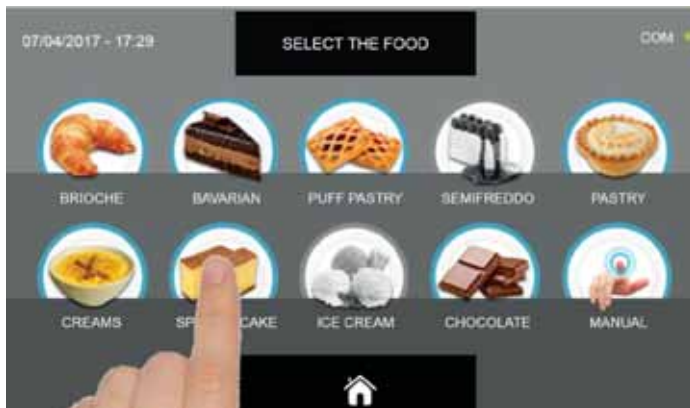 07/04/2017 - 17:29
SELECT THE FOOD
COM
BRIOCHE
BAVARIAN
PUFF PASTRY
SEMIFREDDO
PASTRY
CREAMS
SP CAKE
ICE CREAM
CHOCOLATE
MANUAL